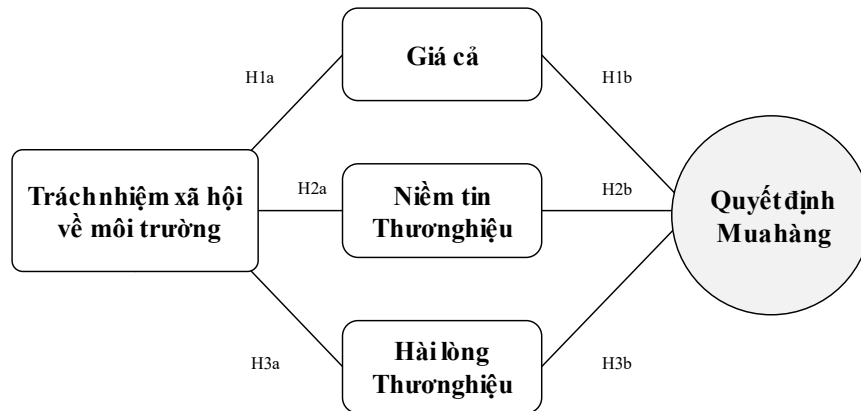 Giá cả
H1a
H1b
Trách nhiệm xã hội
về môi trường
H2a
Niềm tin
Thương hiệu
H2b
Quyết định
Mua hàng
H3a
Hài lòng
Thương hiệu
H3b